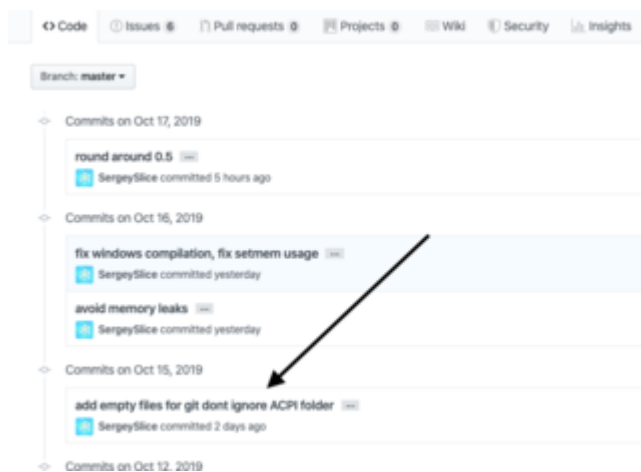 Code Issues 6 Pull requests 0 Projects 0 Wiki Security Insights
Branch: master
Commits on Oct 17, 2019
round around 0.5
SergeySlice committed 5 hours ago
Commits on Oct 16, 2019
fix windows compilation, fix setmem usage
SergeySlice committed yesterday
avoid memory leaks
SergeySlice committed yesterday
Commits on Oct 15, 2019
add empty files for git dont ignore ACPI folder
SergeySlice committed 2 days ago
Commits on Oct 12, 2019